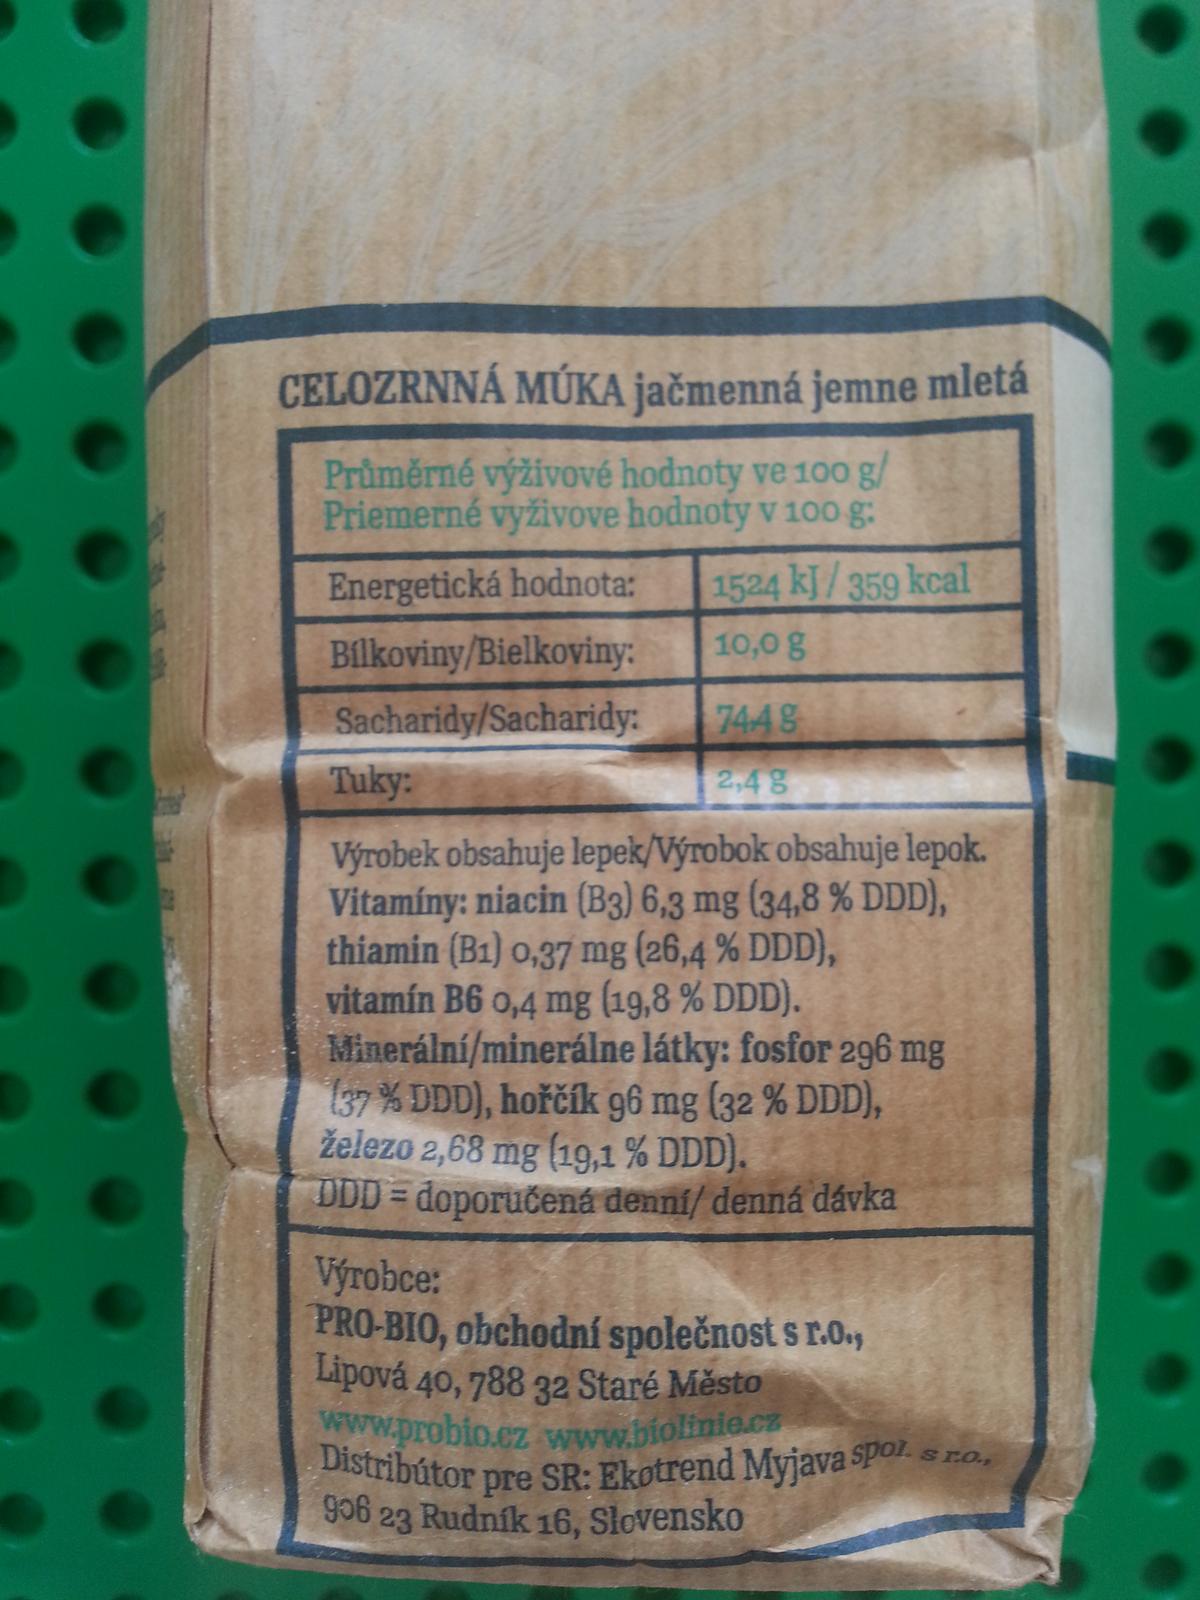 CELOZRNNÁ MÚKA jačmenná jemne mletá
Průměrné výživové hodnoty ve 100 g/
Priemerné vyživove hodnoty v 100 g:
Energetická hodnota: 1524 kJ / 359 kcal
Bílkoviny/Bielkoviny: 10,0 g
Sacharidy/Sacharidy: 74,4 g
Tuky: 2,4 g
Výrobek obsahuje lepek/Výrobok obsahuje lepok.
Vitamíny: niacin (B3) 6,3 mg (34,8 % DDD),
thiamin (B1) 0,37 mg (26,4 % DDD),
vitamín B6 0,4 mg (19,8 % DDD).
Minerální/minerálne látky: fosfor 296 mg
(37 % DDD), hořčík 96 mg (32 % DDD),
železo 2,68 mg (19,1 % DDD).
DDD = doporučená denní/ denná dávka
Výrobce:
PRO-BIO, obchodní společnost s r.o.,
Lipová 40, 788 32 Staré Město
www.probio.cz www.biolinie.cz
Distribútor pre SR: Ekotrend Myjava spol. s r.o.,
906 23 Rudník 16, Slovensko